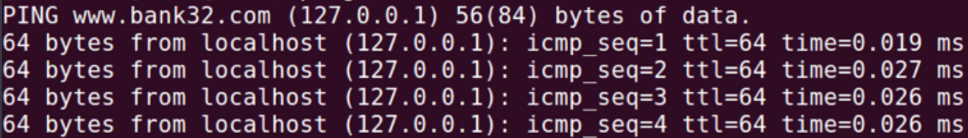 PING www.bank32.com (127.0.0.1) 56(84) bytes of data.
64 bytes from localhost (127.0.0.1): icmp_seq=1 ttl=64 time=0.019 ms
64 bytes from localhost (127.0.0.1): icmp_seq=2 ttl=64 time=0.027 ms
64 bytes from localhost (127.0.0.1): icmp_seq=3 ttl=64 time=0.026 ms
64 bytes from localhost (127.0.0.1): icmp_seq=4 ttl=64 time=0.026 ms